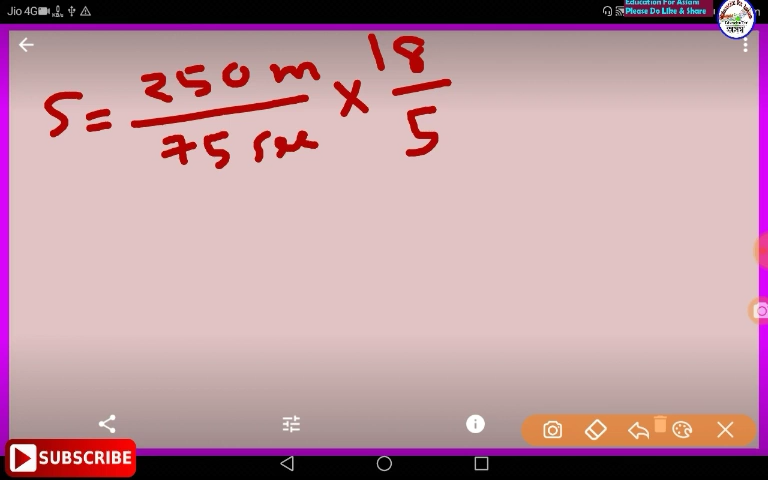 Jio 4G
Education For Assam
Please Do Like & Share
S = 250 m / 75 sec × 18 / 5
SUBSCRIBE